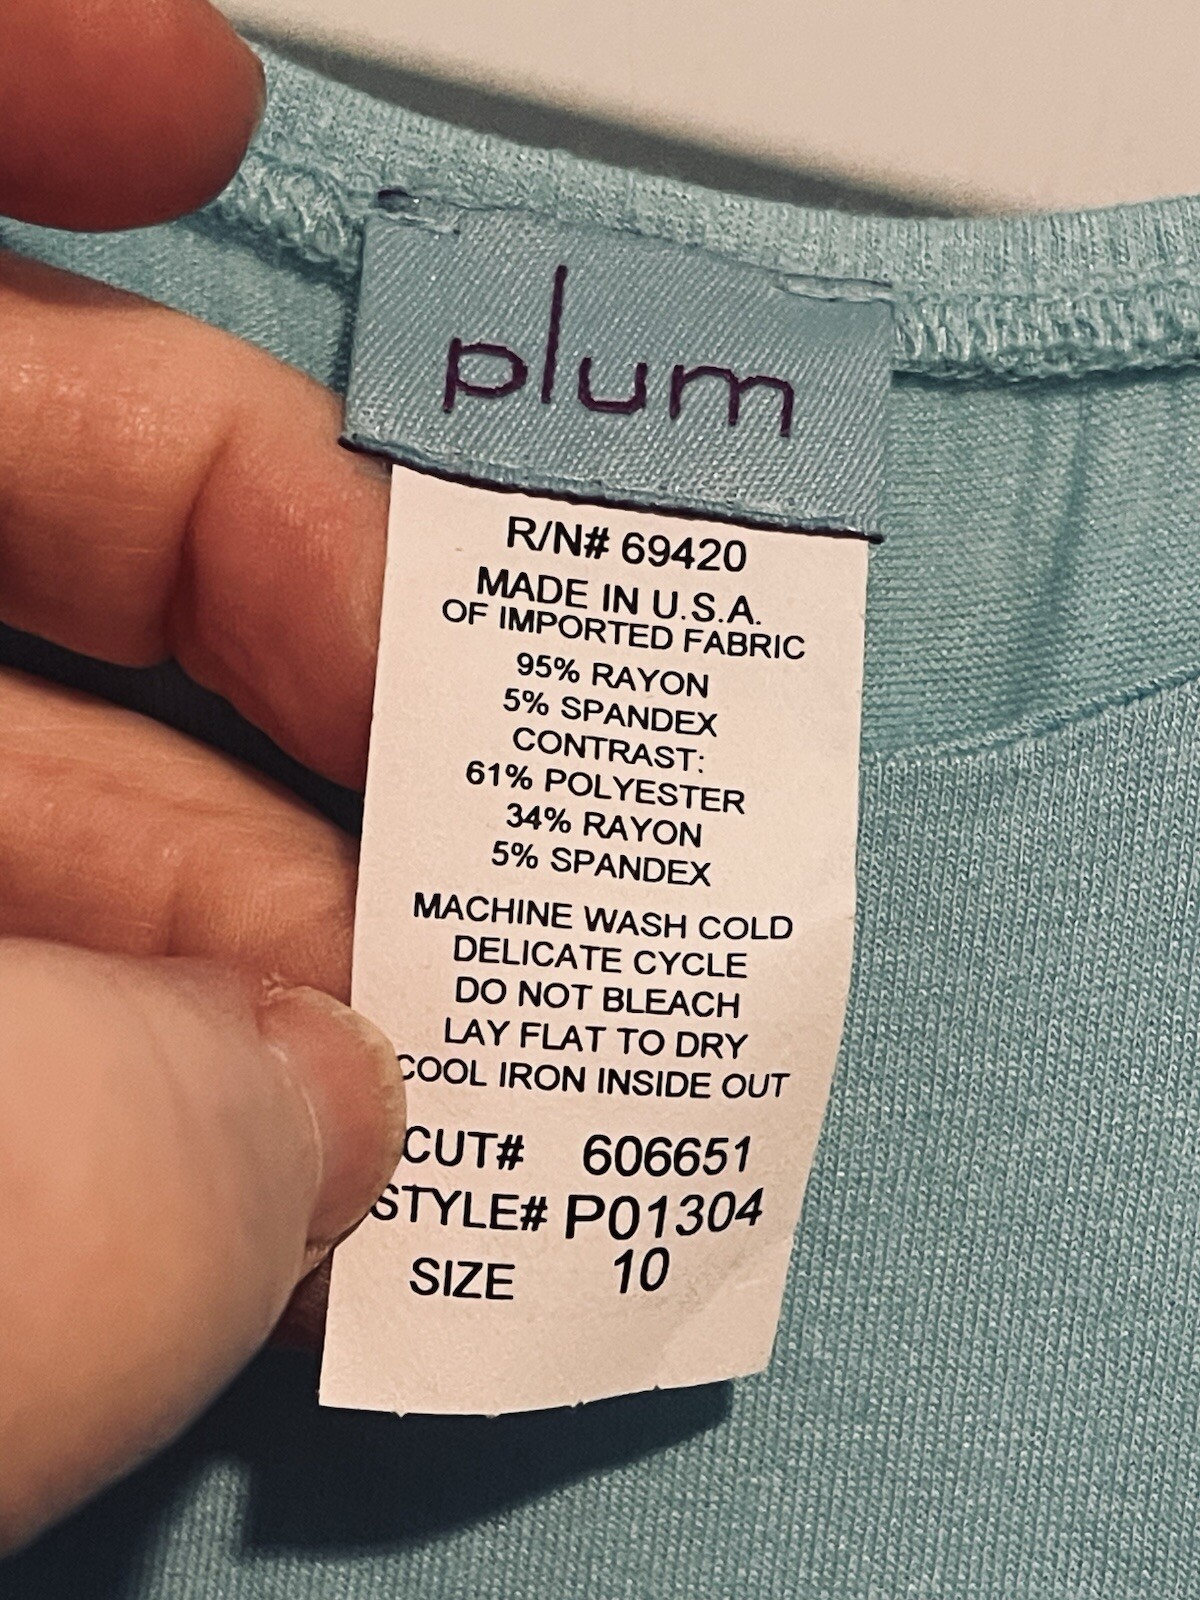 plum
R/N# 69420
MADE IN U.S.A.
OF IMPORTED FABRIC
95% RAYON
5% SPANDEX
CONTRAST:
61% POLYESTER
34% RAYON
5% SPANDEX
MACHINE WASH COLD
DELICATE CYCLE
DO NOT BLEACH
LAY FLAT TO DRY
COOL IRON INSIDE OUT
CUT# 606651
STYLE# P01304
SIZE 10